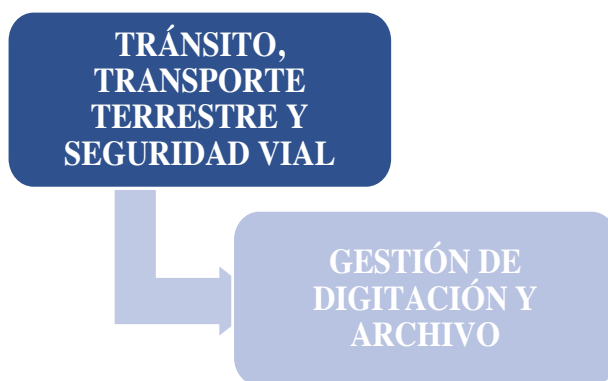 TRÁNSITO,
TRANSPORTE
TERRESTRE Y
SEGURIDAD VIAL
GESTIÓN DE
DIGITACIÓN Y
ARCHIVO